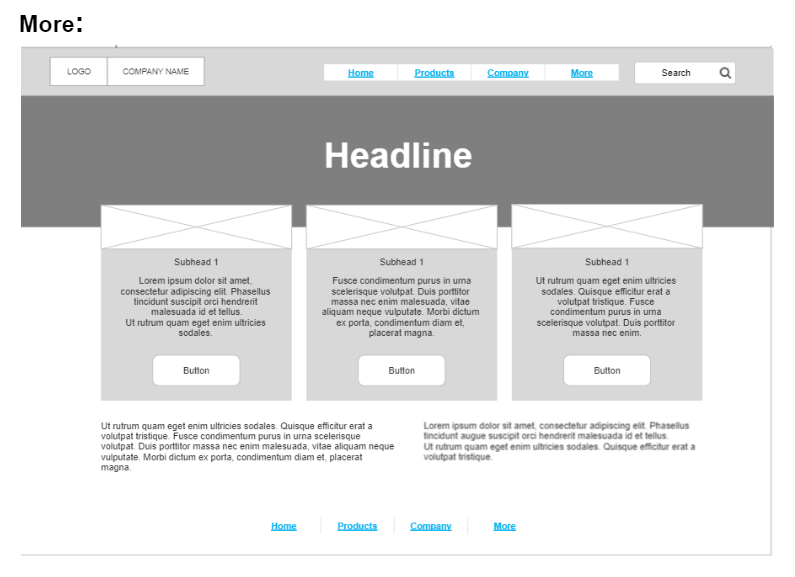 More:
LOGO COMPANY NAME Home Products Company More Search
Headline
Subhead 1
Lorem ipsum dolor sit amet,
consectetur adipiscing elit. Phasellus
tincidunt suscipit orci hendrerit
malesuada id et tellus.
Ut rutrum quam eget enim ultricies
sodales.
Button
Subhead 1
Fusce condimentum purus in urna
scelerisque volutpat. Duis porttitor
massa nec enim malesuada, vitae
aliquam neque vulputate. Morbi dictum
ex porta, condimentum diam et,
placerat magna.
Button
Subhead 1
Ut rutrum quam eget enim ultricies
sodales. Quisque efficitur erat a
volutpat tristique. Fusce
condimentum purus in urna
scelerisque volutpat. Duis porttitor
massa nec enim.
Button
Ut rutrum quam eget enim ultricies sodales. Quisque efficitur erat a
volutpat tristique. Fusce condimentum purus in urna scelerisque
volutpat. Duis porttitor massa nec enim malesuada, vitae aliquam neque
vulputate. Morbi dictum ex porta, condimentum diam et, placerat
magna.
Lorem ipsum dolor sit amet, consectetur adipiscing elit. Phasellus
tincidunt augue suscipit orci hendrerit malesuada id et tellus.
Ut rutrum quam eget enim ultricies sodales. Quisque efficitur erat a
volutpat tristique.
Home Products Company More